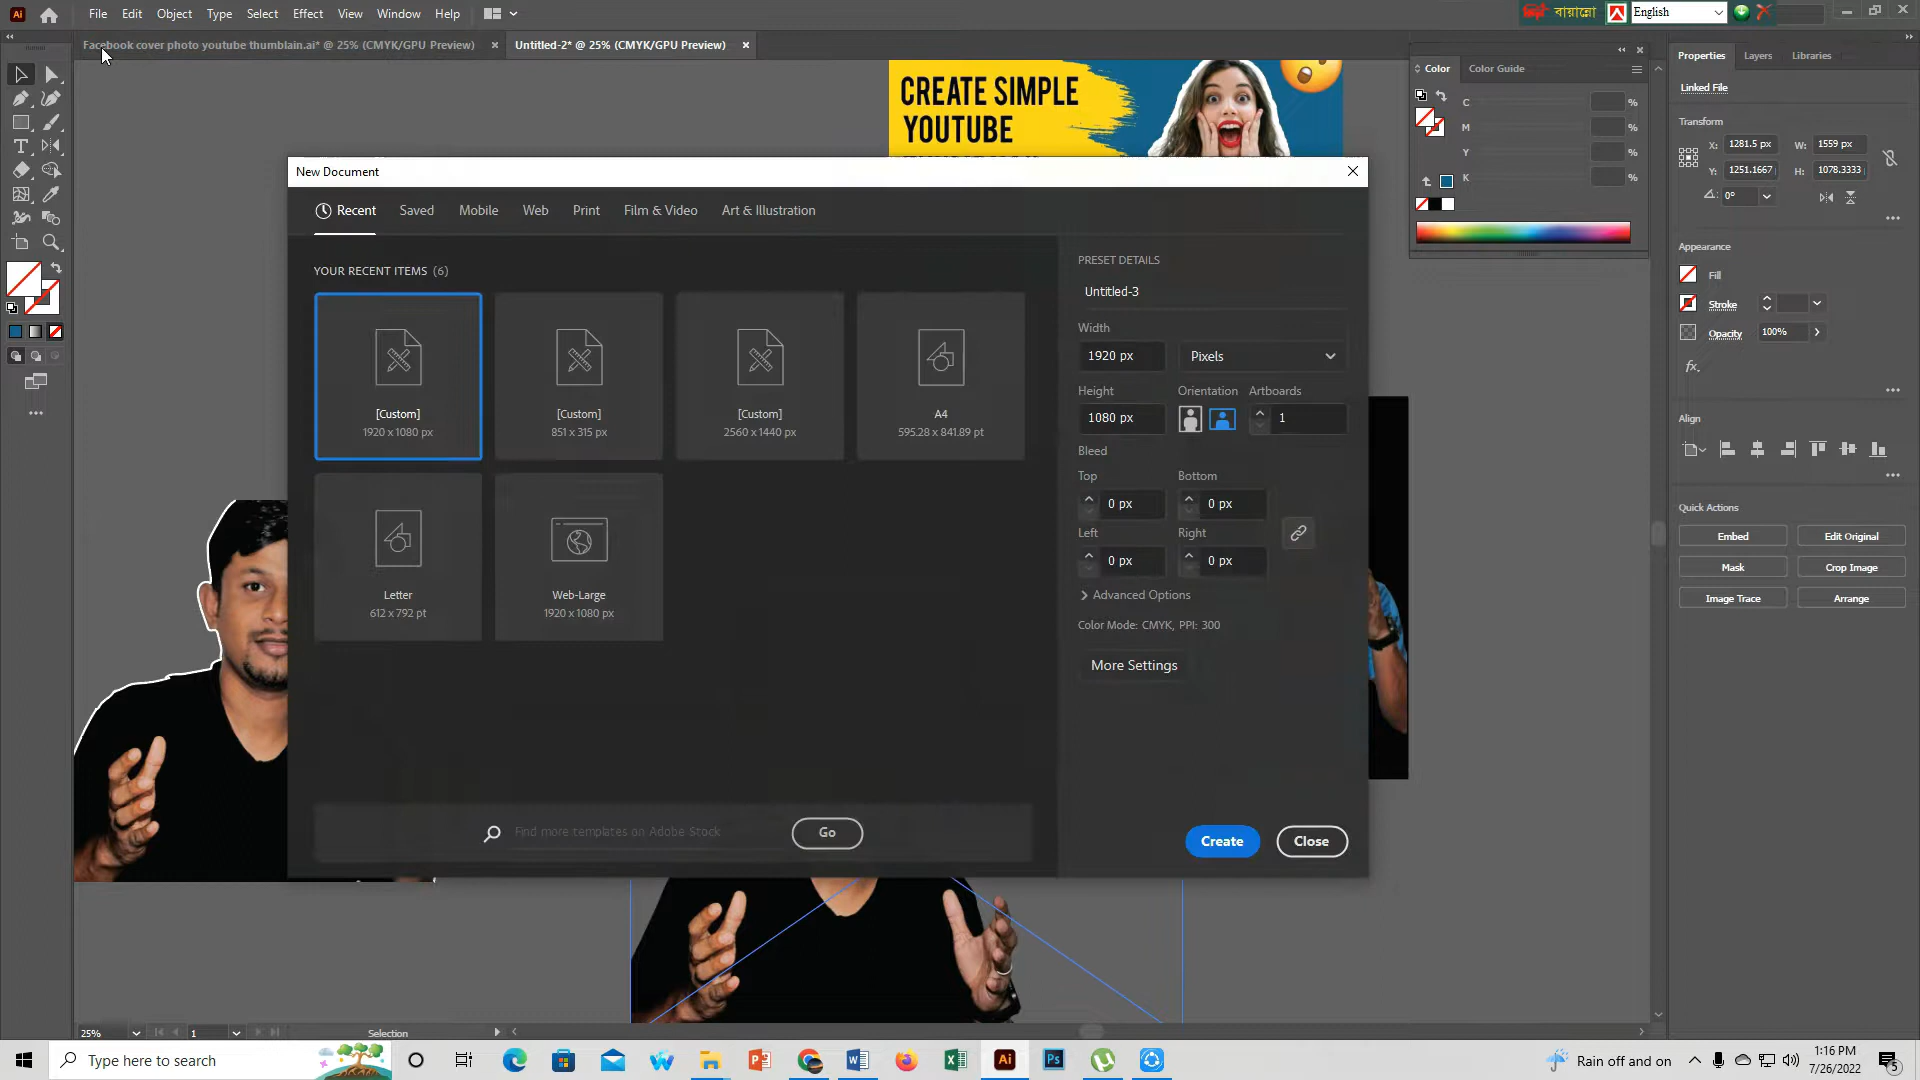 Ai File Edit Object Type Select Effect View Window Help
বায়ান্নো English
Facebook cover photo youtube thumblain.ai* @ 25% (CMYK/GPU Preview) Untitled-2* @ 25% (CMYK/GPU Preview)
CREATE SIMPLE
YOUTUBE
Color Color Guide
C %
M %
Y %
K %
Properties Layers Libraries
Linked File
Transform
X: 1281.5 px W: 1559 px
Y: 1251.1667 H: 1078.3333
0°
Appearance
Fill
Stroke
Opacity 100%
fx.
Align
Quick Actions
Embed Edit Original
Mask Crop Image
Image Trace Arrange
New Document
Recent Saved Mobile Web Print Film & Video Art & Illustration
YOUR RECENT ITEMS (6)
[Custom] [Custom] [Custom] A4
1920 x 1080 px 851 x 315 px 2560 x 1440 px 595.28 x 841.89 pt
Letter Web-Large
612 x 792 pt 1920 x 1080 px
Find more templates on Adobe Stock Go
PRESET DETAILS
Untitled-3
Width
1920 px Pixels
Height Orientation Artboards
1080 px 1
Bleed
Top Bottom
0 px 0 px
Left Right
0 px 0 px
Advanced Options
Color Mode: CMYK, PPI: 300
More Settings
Create Close
25% 1 Selection
Type here to search
Ai Ps
Rain off and on
1:16 PM
7/26/2022
5